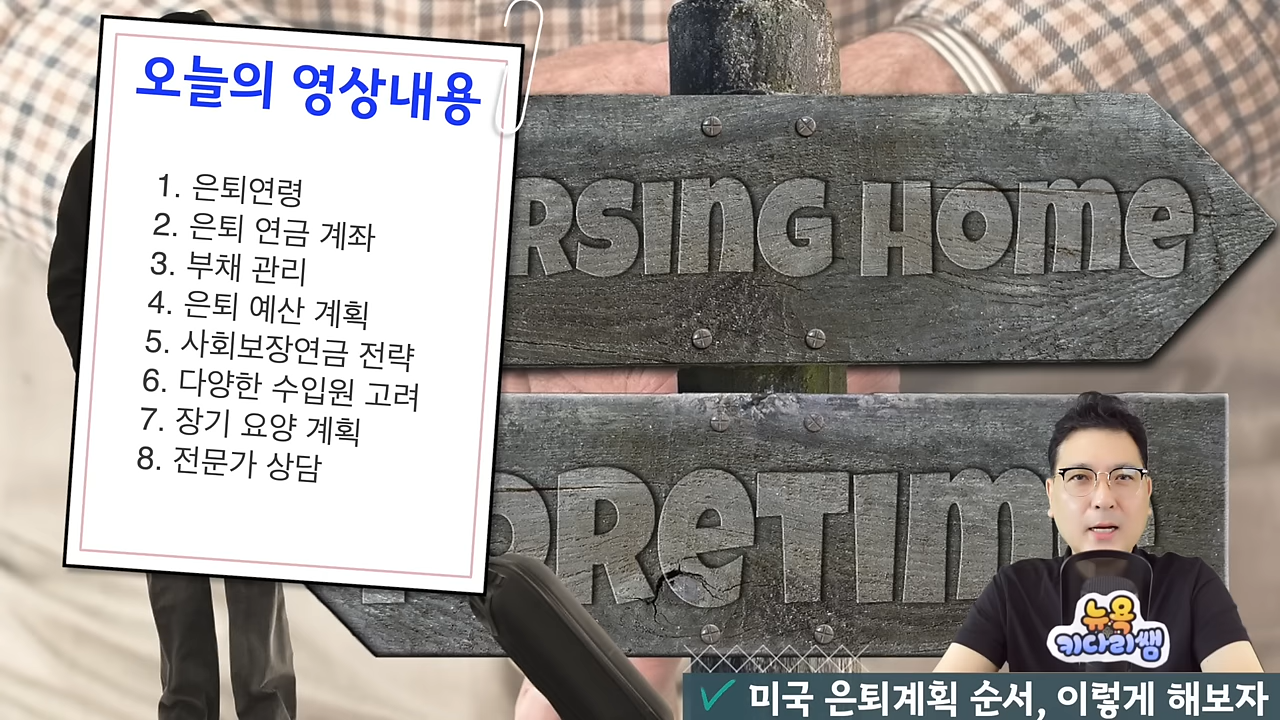 오늘의 영상내용
1. 은퇴연령
2. 은퇴 연금 계좌
3. 부채 관리
4. 은퇴 예산 계획
5. 사회보장연금 전략
6. 다양한 수입원 고려
7. 장기 요양 계획
8. 전문가 상담
RSING HOME
RETIM
뉴욕
키다리쌤
✓ 미국 은퇴계획 순서, 이렇게 해보자